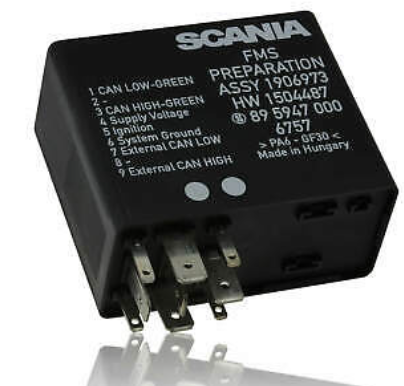 SCANIA
FMS
PREPARATION
ASSY 1906973
HW 1504487
89 5947 000
6757
> PA6 - GF30 <
Made in Hungary
1 CAN LOW-GREEN
2 -
3 CAN HIGH-GREEN
4 Supply Voltage
5 Ignition
6 System Ground
7 External CAN LOW
8 -
9 External CAN HIGH